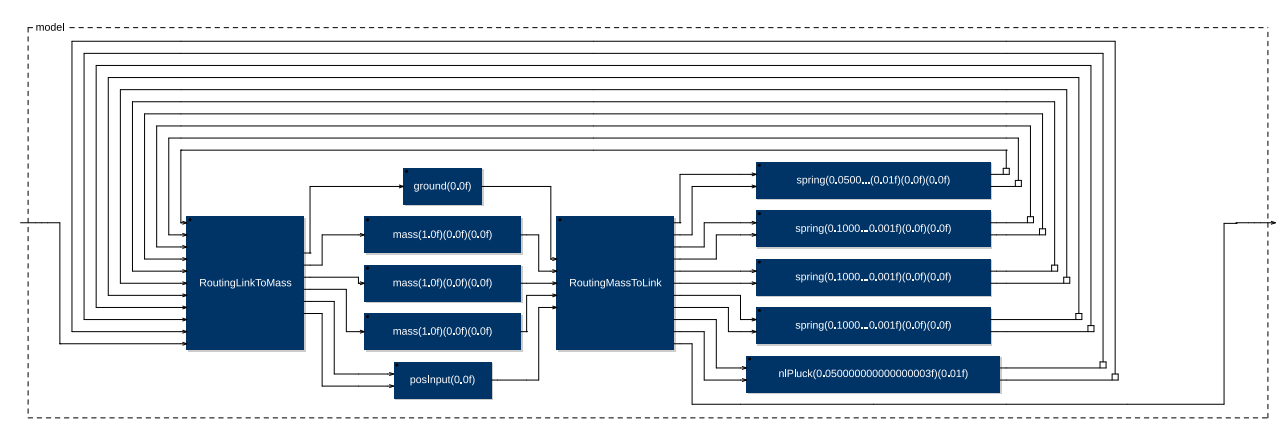 model
ground(0.0f)
spring(0.0500...(0.01f)(0.0f)(0.0f)
mass(1.0f)(0.0f)(0.0f)
spring(0.1000...0.001f)(0.0f)(0.0f)
RoutingLinkToMass
mass(1.0f)(0.0f)(0.0f)
RoutingMassToLink
spring(0.1000...0.001f)(0.0f)(0.0f)
mass(1.0f)(0.0f)(0.0f)
spring(0.1000...0.001f)(0.0f)(0.0f)
posInput(0.0f)
nlPluck(0.050000000000000003f)(0.01f)